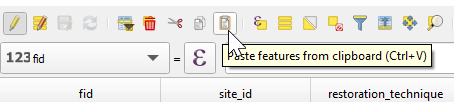 123 fid
= ε
Paste features from clipboard (Ctrl+V)
fid site_id restoration_technique